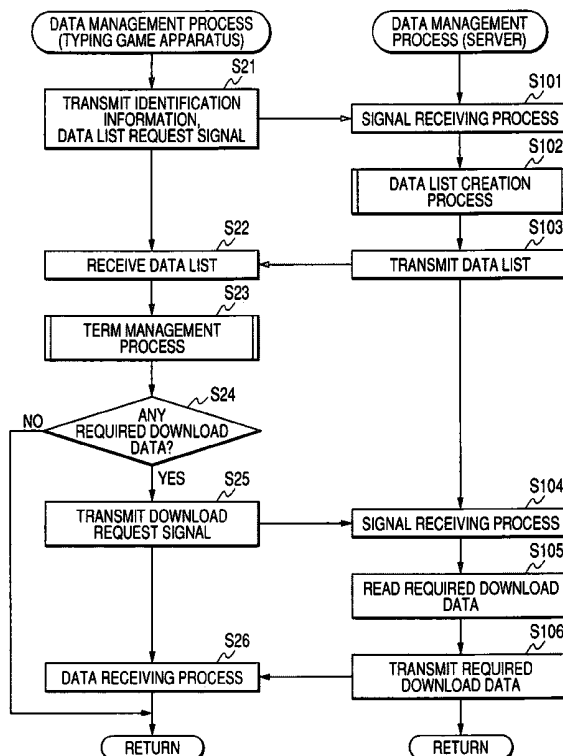 DATA MANAGEMENT PROCESS
(TYPING GAME APPARATUS)
DATA MANAGEMENT
PROCESS (SERVER)
S21
TRANSMIT IDENTIFICATION
INFORMATION,
DATA LIST REQUEST SIGNAL
S101
SIGNAL RECEIVING PROCESS
S102
DATA LIST CREATION
PROCESS
S22
RECEIVE DATA LIST
S103
TRANSMIT DATA LIST
S23
TERM MANAGEMENT
PROCESS
S24
ANY
REQUIRED DOWNLOAD
DATA?
NO
YES
S25
TRANSMIT DOWNLOAD
REQUEST SIGNAL
S104
SIGNAL RECEIVING PROCESS
S105
READ REQUIRED DOWNLOAD
DATA
S26
DATA RECEIVING PROCESS
S106
TRANSMIT REQUIRED
DOWNLOAD DATA
RETURN
RETURN